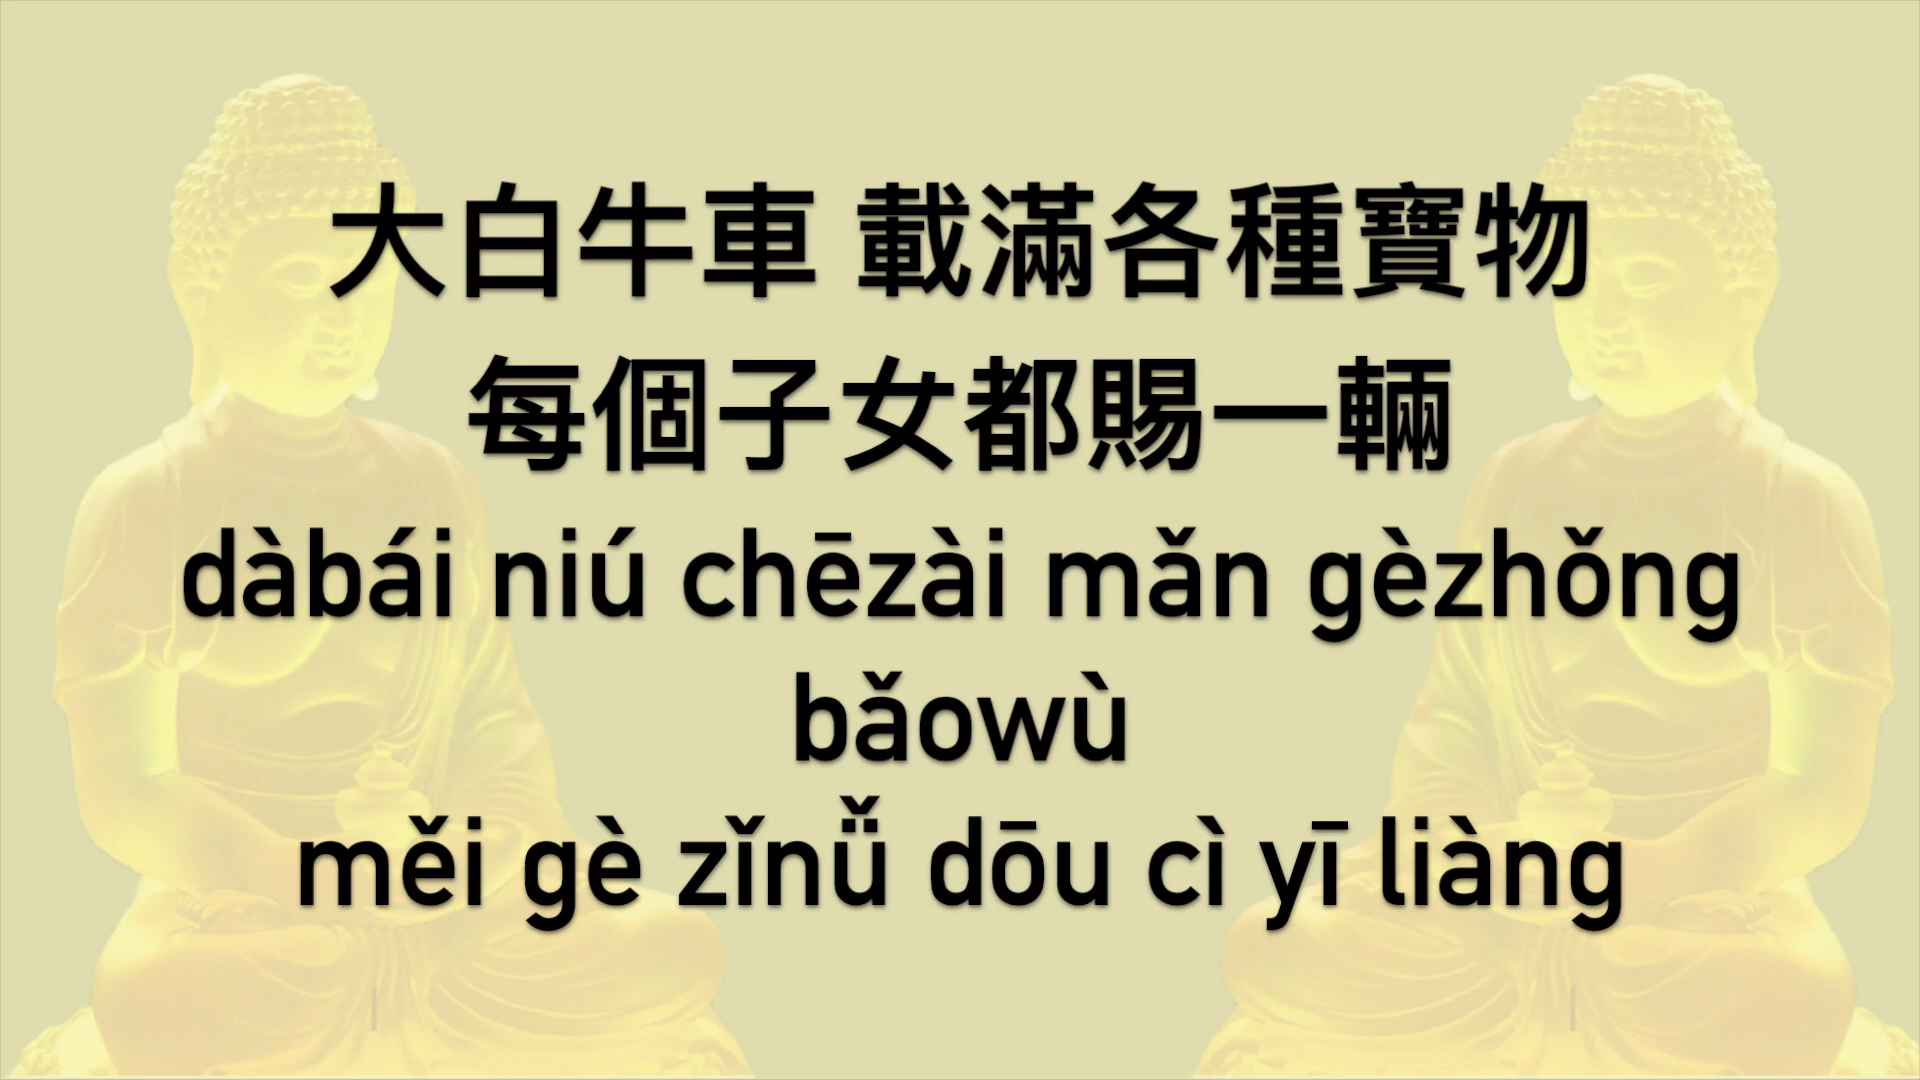 大白牛車 載滿各種寶物
每個子女都賜一輛
dàbái niú chēzài mǎn gèzhǒng
bǎowù
měi gè zǐnǚ dōu cì yī liàng